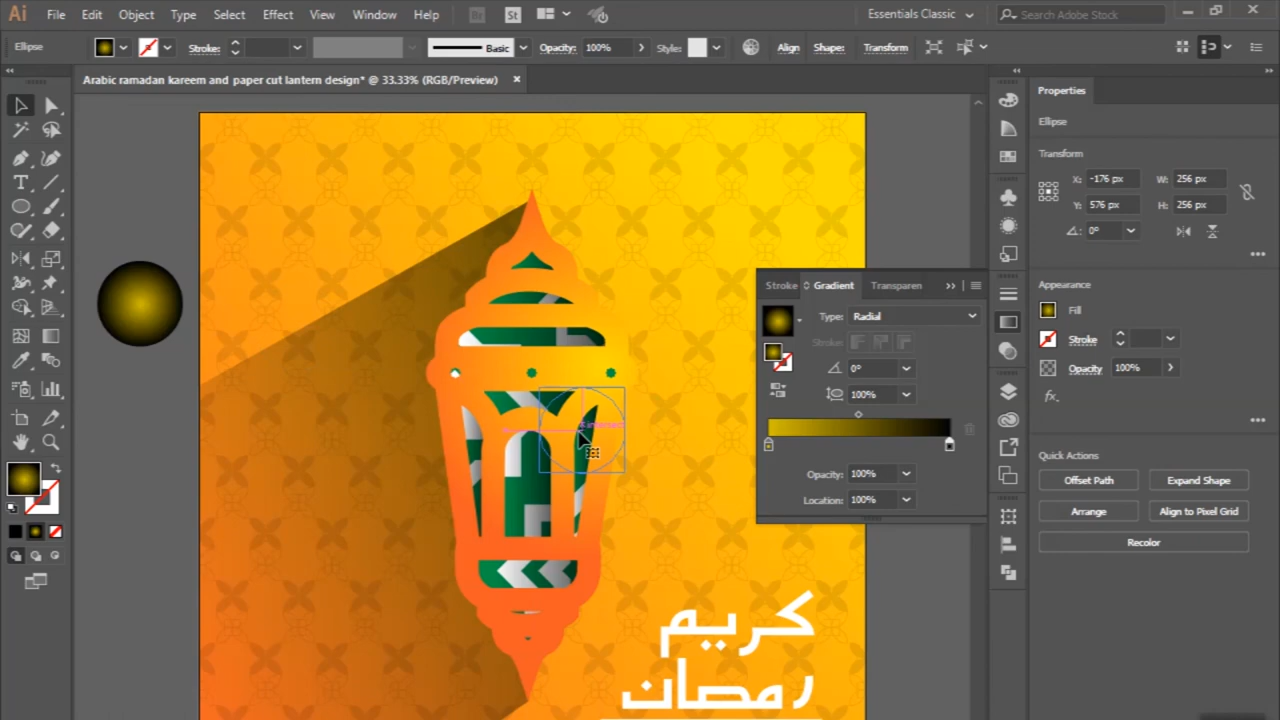 Ai File Edit Object Type Select Effect View Window Help Br St Essentials Classic Search Adobe Stock
Ellipse Stroke: Basic Opacity: 100% Style: Align Shape: Transform
Arabic ramadan kareem and paper cut lantern design* @ 33.33% (RGB/Preview) ×
Properties
Ellipse
Transform
X: -176 px W: 256 px
Y: 576 px H: 256 px
0°
Appearance
Fill
Stroke
Opacity 100%
fx.
Quick Actions
Offset Path Expand Shape
Arrange Align to Pixel Grid
Recolor
Stroke Gradient Transparen
Type: Radial
Stroke:
0°
100%
Opacity: 100%
Location: 100%
intersect
كريم
رمضان